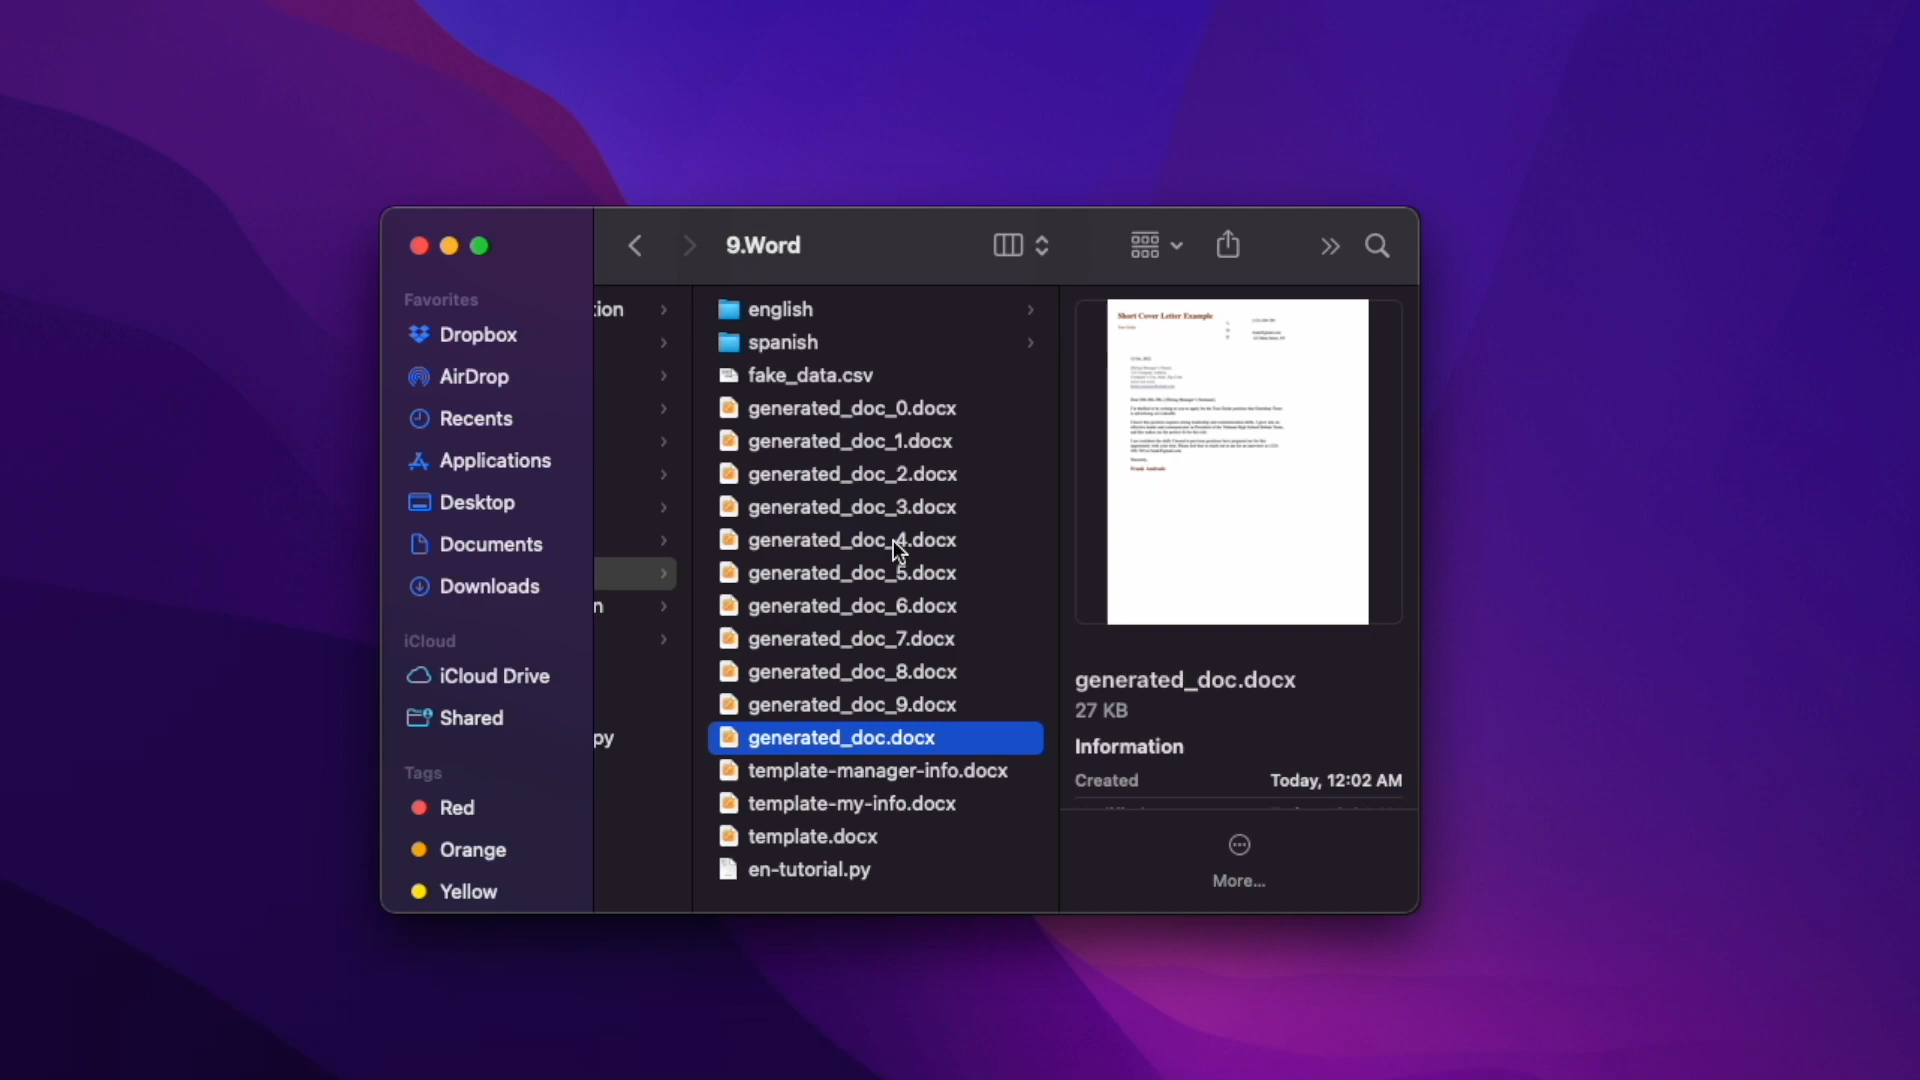 9.Word
Favorites
Dropbox
AirDrop
Recents
Applications
Desktop
Documents
Downloads
iCloud
iCloud Drive
Shared
Tags
Red
Orange
Yellow
tion
n
py
english
spanish
fake_data.csv
generated_doc_0.docx
generated_doc_1.docx
generated_doc_2.docx
generated_doc_3.docx
generated_doc_4.docx
generated_doc_5.docx
generated_doc_6.docx
generated_doc_7.docx
generated_doc_8.docx
generated_doc_9.docx
generated_doc.docx
template-manager-info.docx
template-my-info.docx
template.docx
en-tutorial.py
Short Cover Letter Example
Frank Andrade
generated_doc.docx
27 KB
Information
Created Today, 12:02 AM
More...